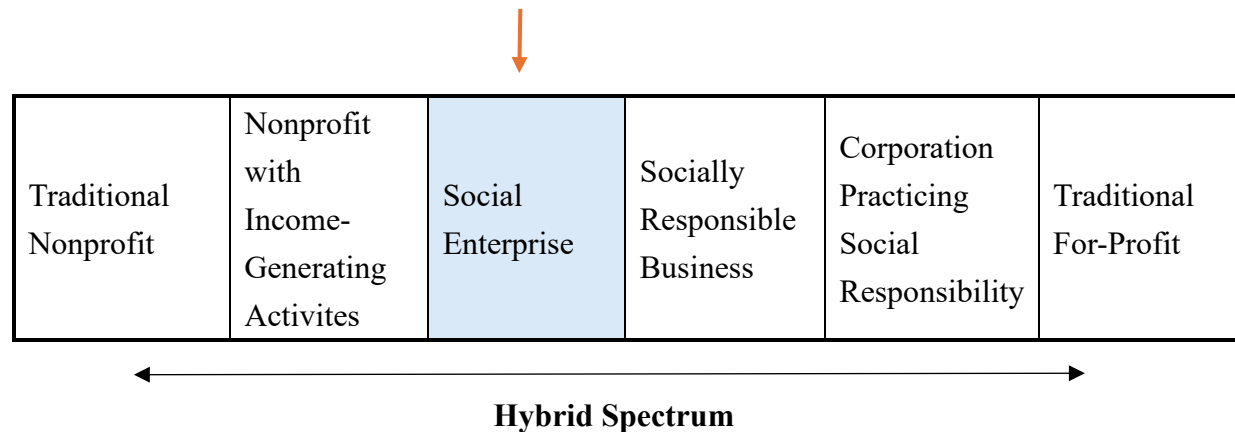 Traditional
Nonprofit
Nonprofit
with
Income-
Generating
Activites
Social
Enterprise
Socially
Responsible
Business
Corporation
Practicing
Social
Responsibility
Traditional
For-Profit
Hybrid Spectrum